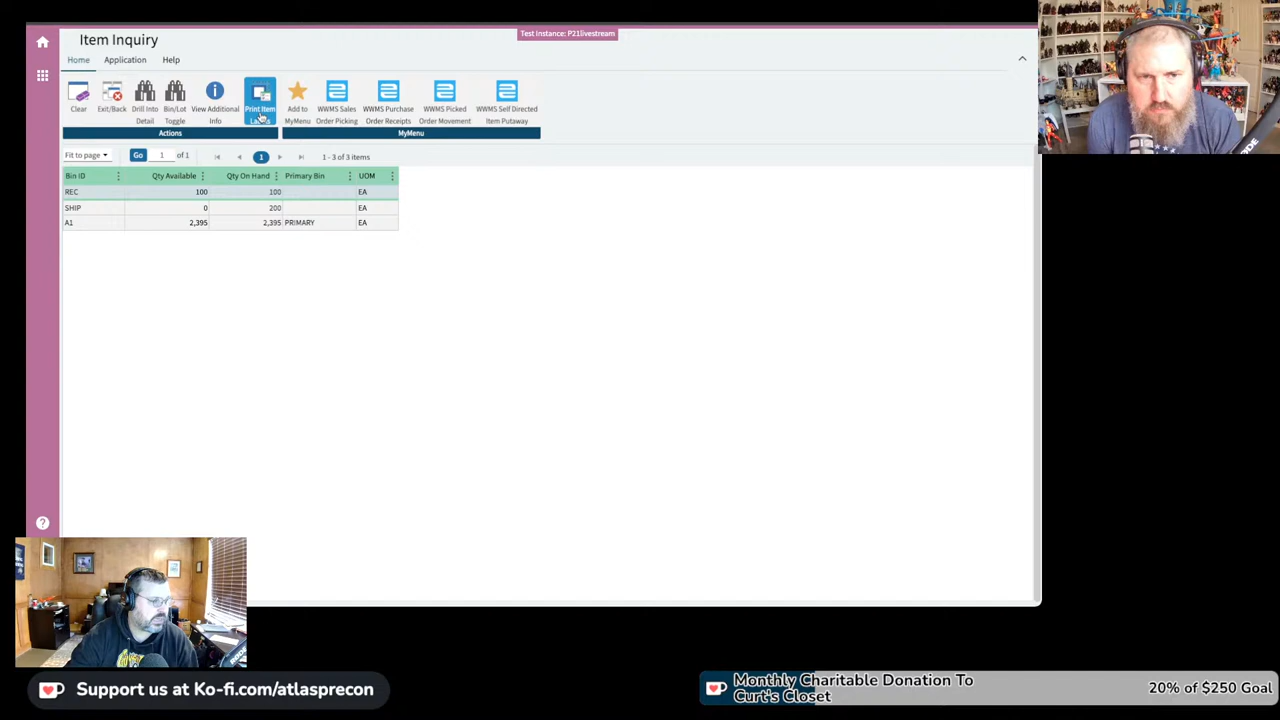 Item Inquiry
Test Instance: P21livestream
Home Application Help
Clear Exit/Back Drill Into Detail Bin/Lot Toggle View Additional Info Print Item Add to MyMenu WWMS Sales Order Picking WWMS Purchase Order Receipts WWMS Picked Order Movement WWMS Self Directed Item Putaway
Actions MyMenu
Fit to page Go 1 of 1 1 1 - 3 of 3 items
Bin ID Qty Available Qty On Hand Primary Bin UOM
REC 100 100 EA
SHIP 0 200 EA
A1 2,395 2,395 PRIMARY EA
Support us at Ko-fi.com/atlasprecon
Monthly Charitable Donation To
Curt's Closet
20% of $250 Goal